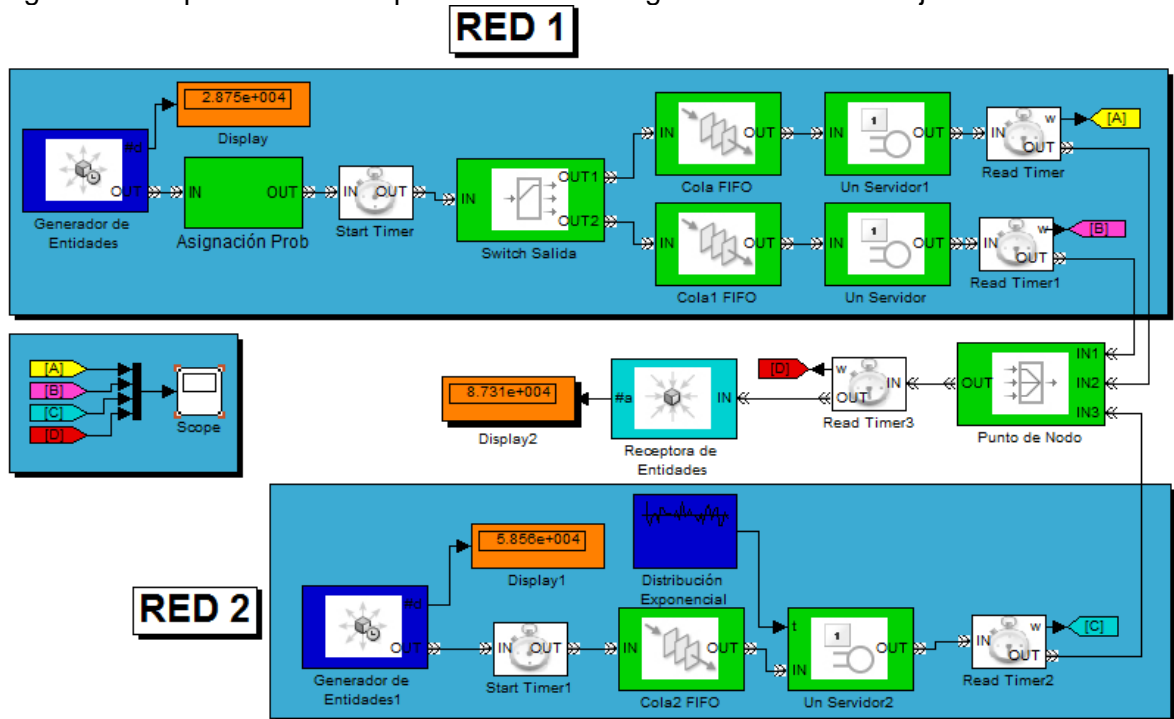 RED 1
2.875e+004
Display
#d
OUT
Generador de
Entidades
IN OUT
Asignación Prob
IN OUT
Start Timer
IN
OUT1
OUT2
Switch Salida
IN OUT
Cola FIFO
IN OUT
Un Servidor1
IN w
OUT
Read Timer
[A]
IN OUT
Cola1 FIFO
IN OUT
Un Servidor
IN w
OUT
Read Timer1
[B]
[A]
[B]
[C]
[D]
Scope
8.731e+004
Display2
#a IN
Receptora de
Entidades
[D]
w IN
OUT
Read Timer3
OUT
IN1
IN2
IN3
Punto de Nodo
RED 2
5.856e+004
Display1
#d
OUT
Generador de
Entidades1
IN OUT
Start Timer1
Distribución
Exponencial
IN OUT
Cola2 FIFO
t
IN
OUT
Un Servidor2
IN w
OUT
Read Timer2
[C]